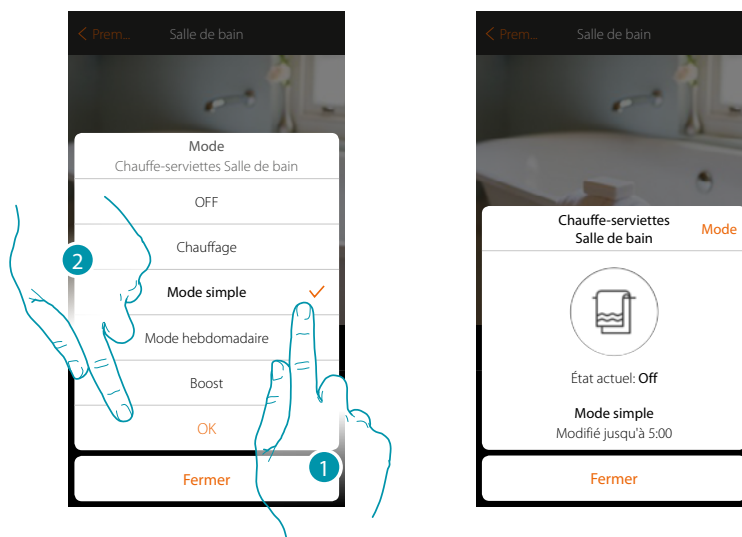 Prem...
Salle de bain
Mode
Chauffe-serviettes Salle de bain
OFF
Chauffage
2
Mode simple
Mode hebdomadaire
Boost
OK
1
Fermer
Prem...
Salle de bain
Chauffe-serviettes
Salle de bain
Mode
État actuel: Off
Mode simple
Modifié jusqu'à 5:00
Fermer